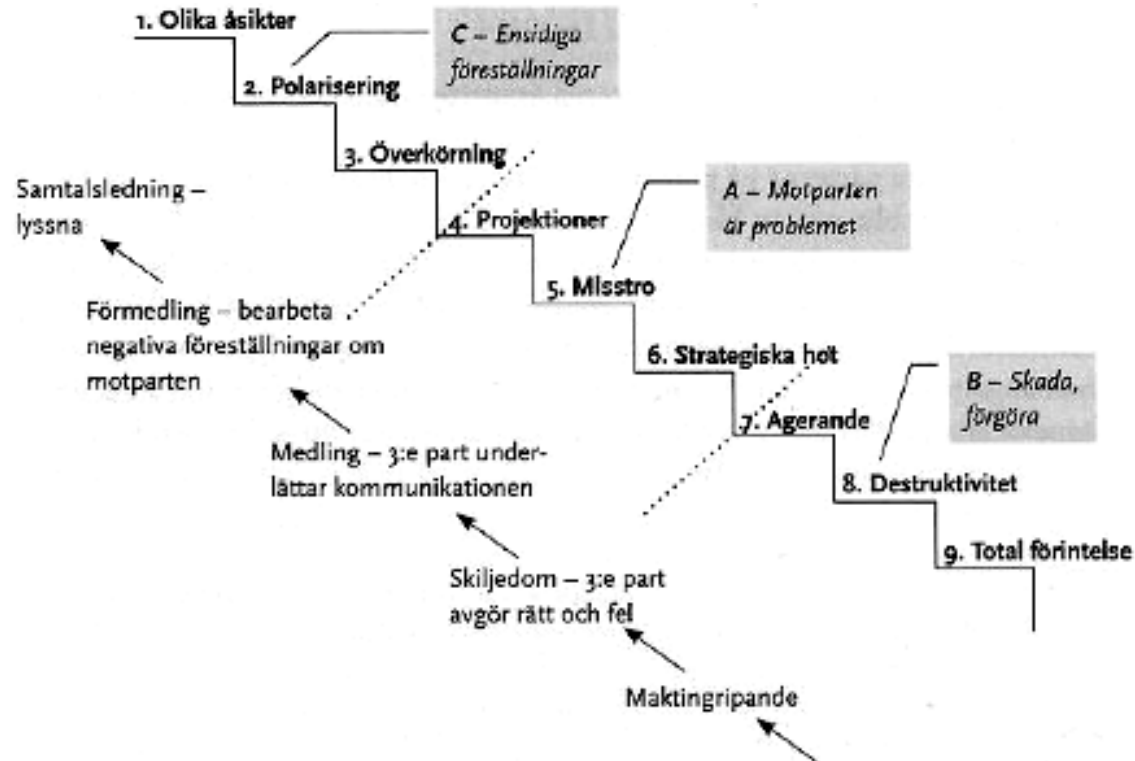 1. Olika åsikter
C – Ensidiga
föreställningar
2. Polarisering
3. Överkörning
Samtalsledning –
lyssna
4. Projektioner
A – Motparten
är problemet
5. Misstro
Förmedling – bearbeta
negativa föreställningar om
motparten
6. Strategiska hot
B – Skada,
förgöra
7. Agerande
Medling – 3:e part under-
lättar kommunikationen
8. Destruktivitet
9. Total förintelse
Skiljedom – 3:e part
avgör rätt och fel
Maktingripande